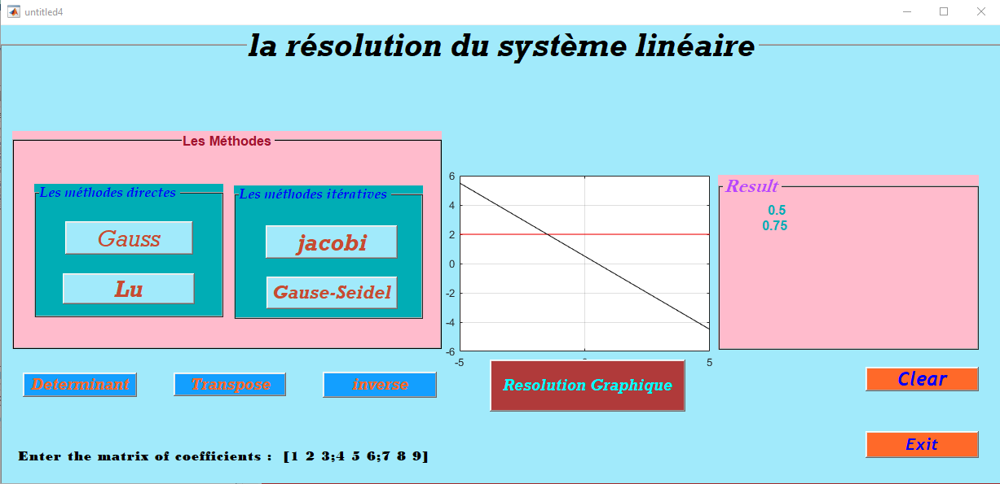 untitled4
la résolution du système linéaire
Les Méthodes
Les méthodes directes
Gauss
Lu
Les méthodes itératives
jacobi
Gause-Seidel
6
4
2
0
-2
-4
-6
-5
5
Result
0.5
0.75
Determinant
Transpose
inverse
Resolution Graphique
Clear
Exit
Enter the matrix of coefficients : [1 2 3;4 5 6;7 8 9]